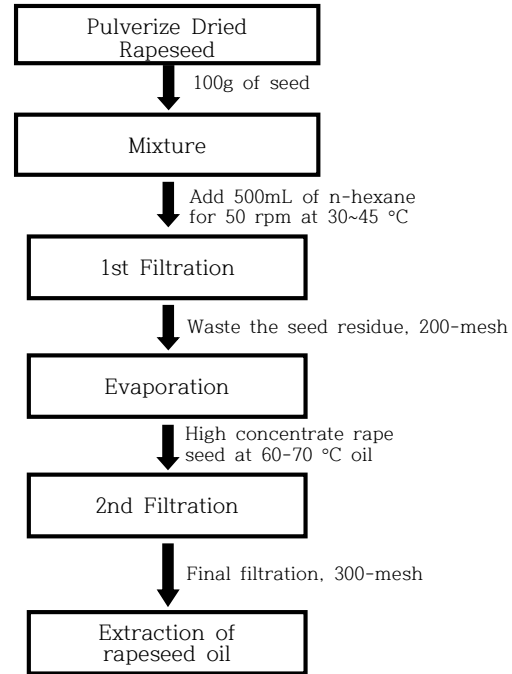 Pulverize Dried
Rapeseed
100g of seed
Mixture
Add 500mL of n-hexane
for 50 rpm at 30~45 °C
1st Filtration
Waste the seed residue, 200-mesh
Evaporation
High concentrate rape
seed at 60-70 °C oil
2nd Filtration
Final filtration, 300-mesh
Extraction of
rapeseed oil